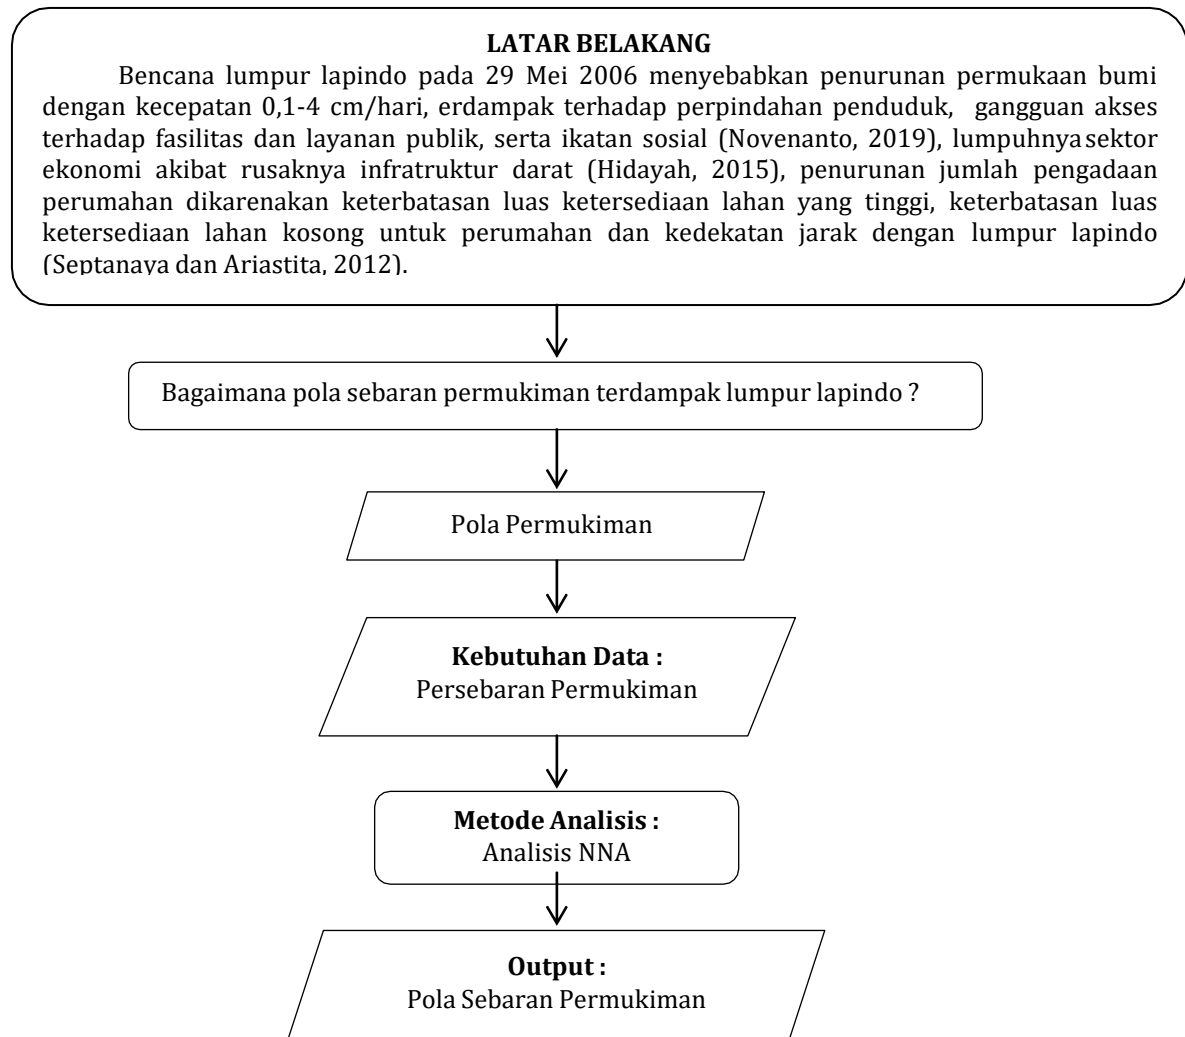 LATAR BELAKANG
Bencana lumpur lapindo pada 29 Mei 2006 menyebabkan penurunan permukaan bumi
dengan kecepatan 0,1-4 cm/hari, erdampak terhadap perpindahan penduduk, gangguan akses
terhadap fasilitas dan layanan publik, serta ikatan sosial (Novenanto, 2019), lumpuhnya sektor
ekonomi akibat rusaknya infratruktur darat (Hidayah, 2015), penurunan jumlah pengadaan
perumahan dikarenakan keterbatasan luas ketersediaan lahan yang tinggi, keterbatasan luas
ketersediaan lahan kosong untuk perumahan dan kedekatan jarak dengan lumpur lapindo
(Septanaya dan Ariastita, 2012).
Bagaimana pola sebaran permukiman terdampak lumpur lapindo ?
Pola Permukiman
Kebutuhan Data :
Persebaran Permukiman
Metode Analisis :
Analisis NNA
Output :
Pola Sebaran Permukiman